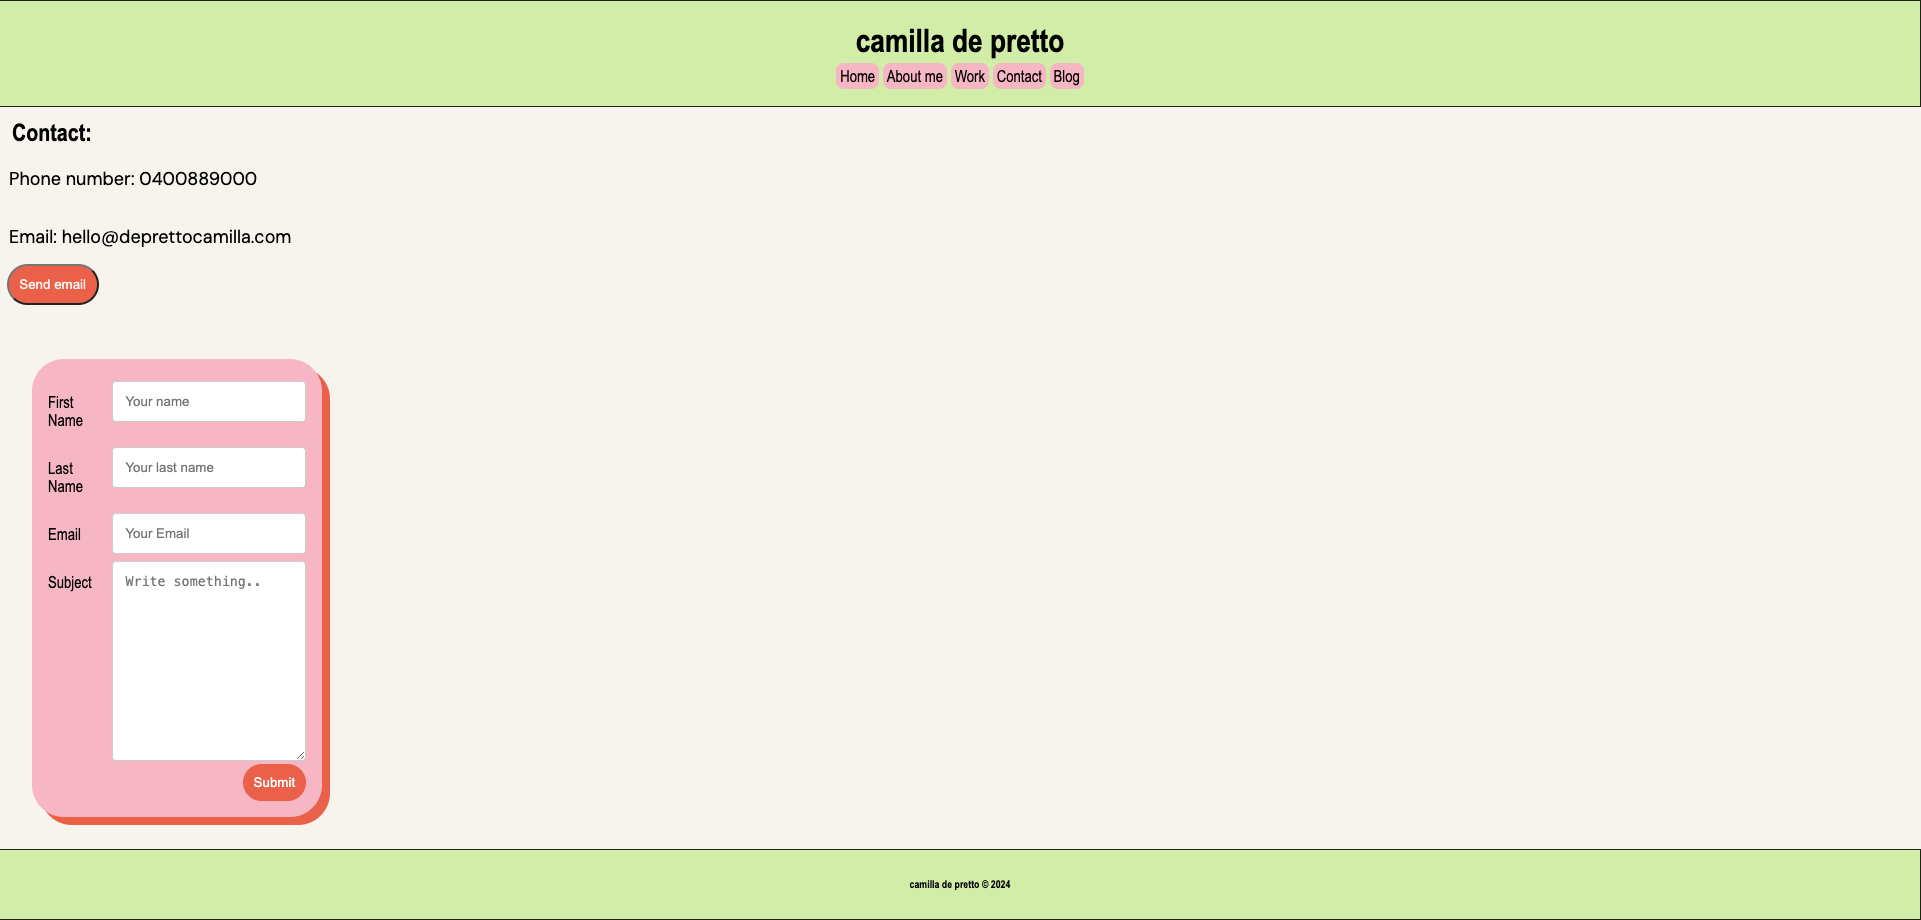 camilla de pretto
Home About me Work Contact Blog
Contact:
Phone number: 0400889000
Email: hello@deprettocamilla.com
Send email
First
Name
Your name
Last
Name
Your last name
Email
Your Email
Subject
Write something..
Submit
camilla de pretto © 2024